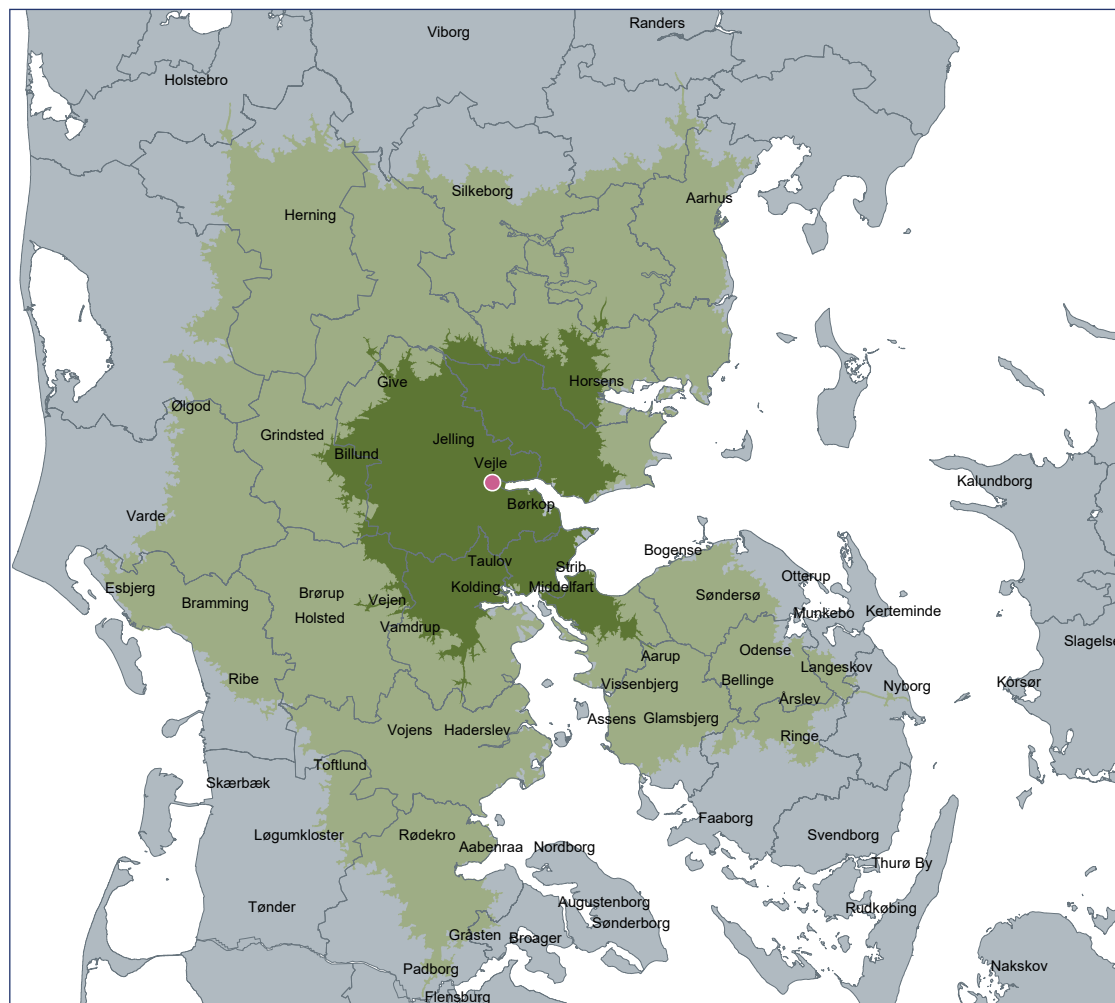 Randers
Viborg
Holstebro
Silkeborg
Aarhus
Herning
Give
Horsens
Ølgod
Grindsted
Jelling
Billund
Vejle
Kalundborg
Børkop
Varde
Bogense
Taulov
Strib
Otterup
Esbjerg
Brørup
Kolding
Middelfart
Søndersø
Bramming
Vejen
Munkebo
Kerteminde
Holsted
Vamdrup
Slagelse
Odense
Aarup
Langeskov
Ribe
Bellinge
Vissenbjerg
Nyborg
Korsør
Årslev
Assens
Glamsbjerg
Vojens
Haderslev
Ringe
Toftlund
Skærbæk
Faaborg
Løgumkloster
Rødekro
Svendborg
Aabenraa
Nordborg
Thurø By
Augustenborg
Tønder
Rudkøbing
Sønderborg
Gråsten
Broager
Padborg
Nakskov
Flensburg